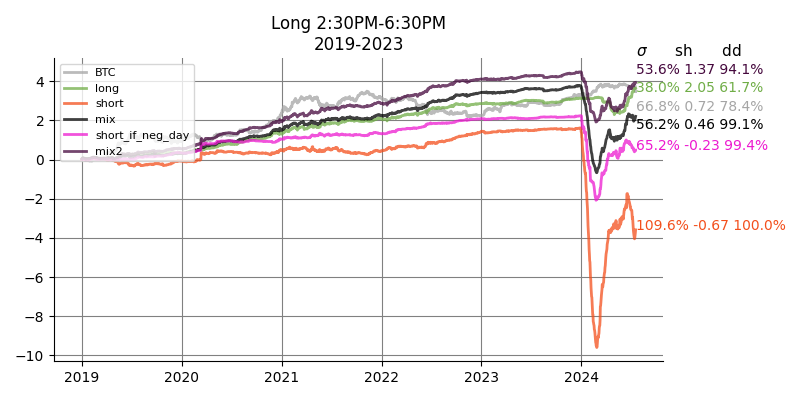 Long 2:30PM-6:30PM
2019-2023
σ sh dd
BTC
long
short
mix
short_if_neg_day
mix2
53.6% 1.37 94.1%
38.0% 2.05 61.7%
66.8% 0.72 78.4%
56.2% 0.46 99.1%
65.2% -0.23 99.4%
109.6% -0.67 100.0%
4
2
0
−2
−4
−6
−8
−10
2019 2020 2021 2022 2023 2024